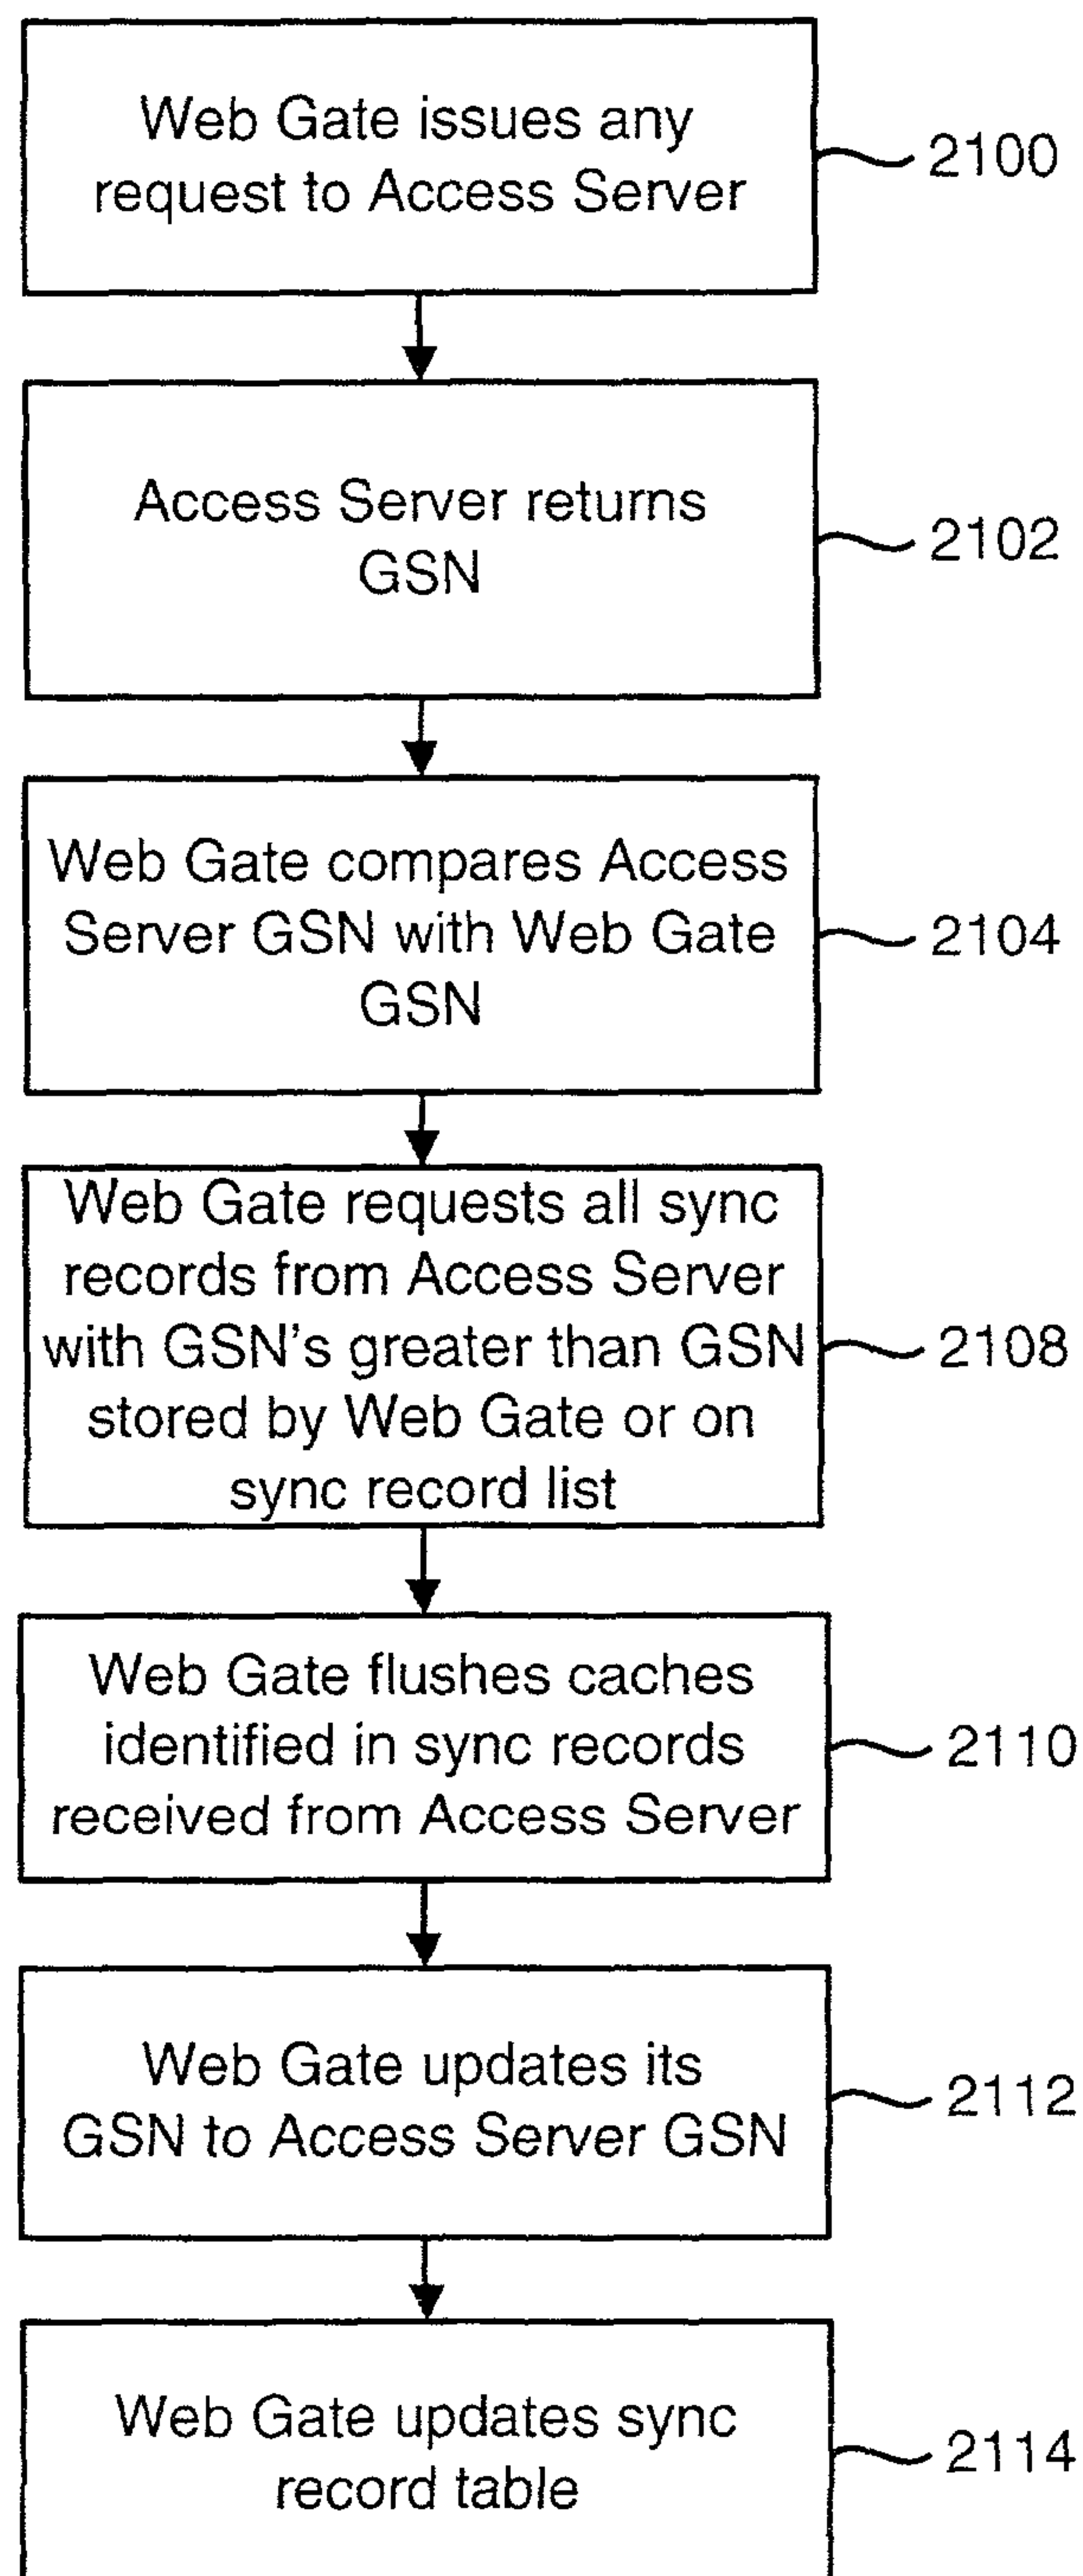 Web Gate issues any
request to Access Server
2100
Access Server returns
GSN
2102
Web Gate compares Access
Server GSN with Web Gate
GSN
2104
Web Gate requests all sync
records from Access Server
with GSN's greater than GSN
stored by Web Gate or on
sync record list
2108
Web Gate flushes caches
identified in sync records
received from Access Server
2110
Web Gate updates its
GSN to Access Server GSN
2112
Web Gate updates sync
record table
2114